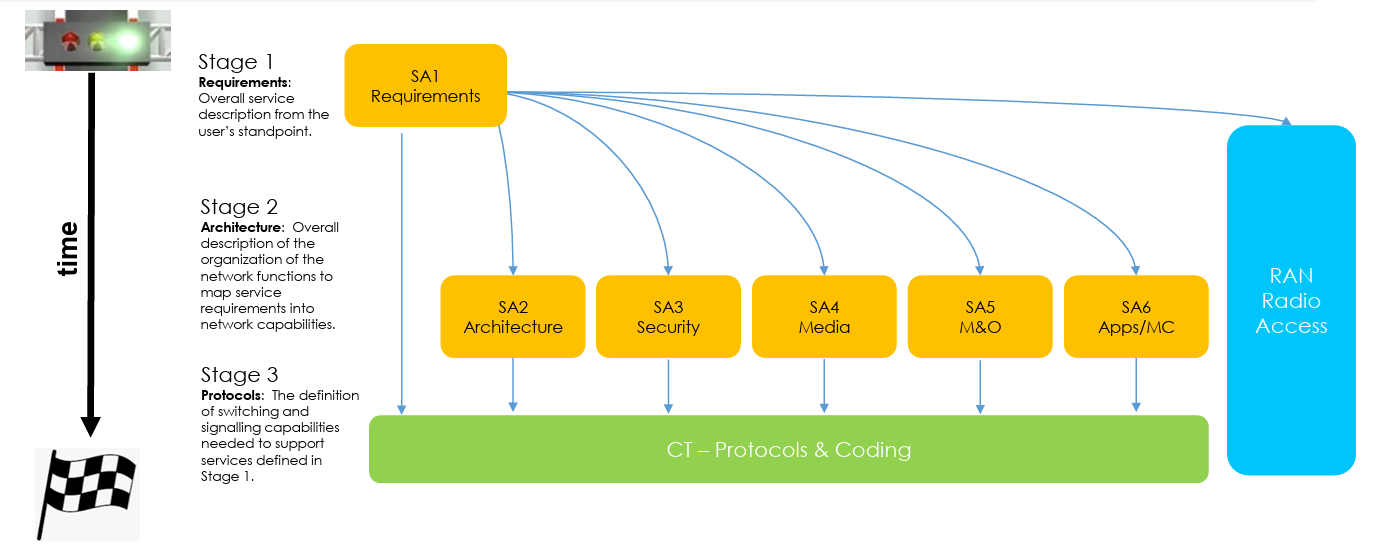 Stage 1
Requirements:
Overall service
description from the
user's standpoint.
SA1
Requirements
time
Stage 2
Architecture:  Overall
description of the
organization of the
network functions to
map service
requirements into
network capabilities.
SA2
Architecture
SA3
Security
SA4
Media
SA5
M&O
SA6
Apps/MC
RAN
Radio
Access
Stage 3
Protocols:  The definition
of switching and
signalling capabilities
needed to support
services defined in
Stage 1.
CT – Protocols & Coding